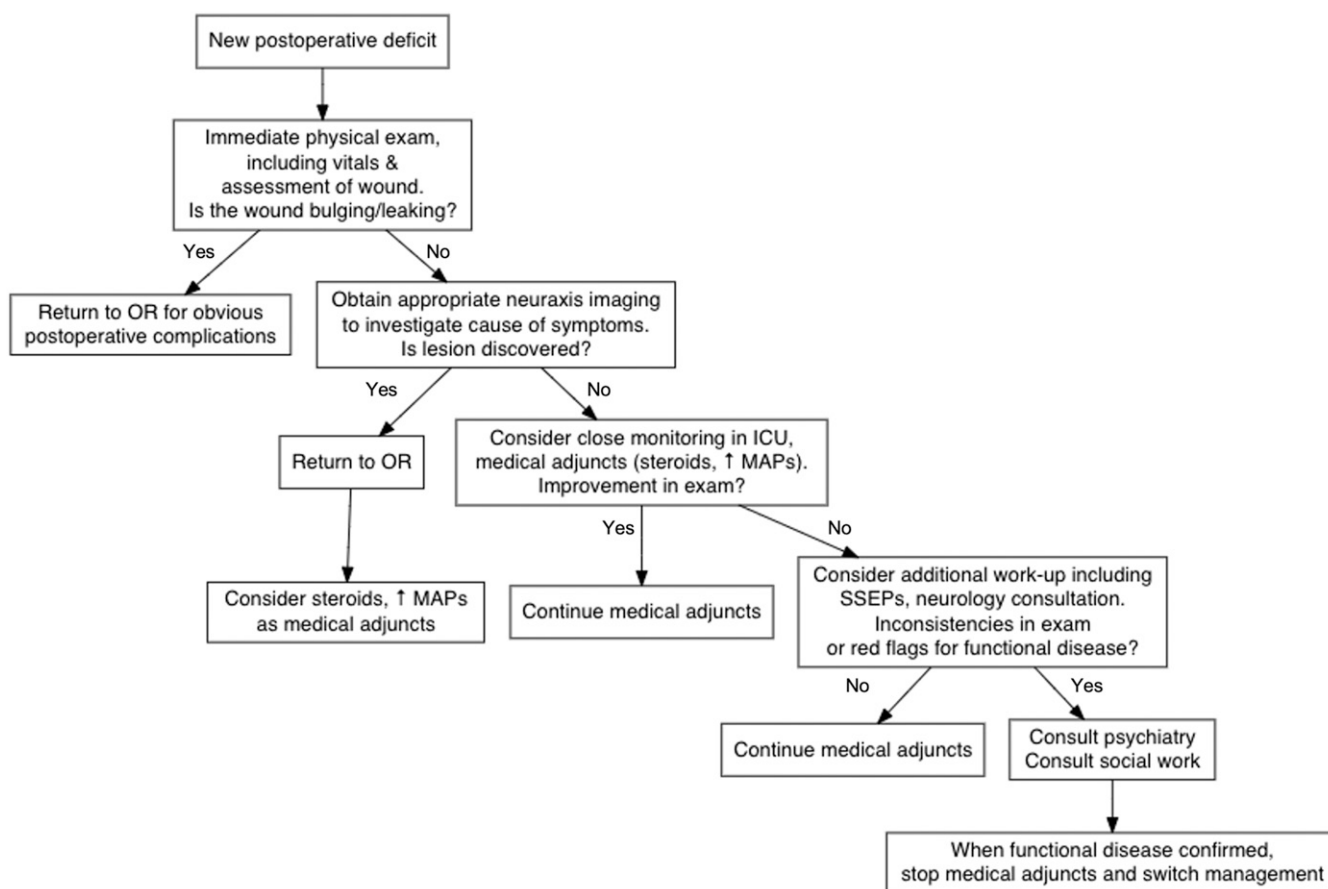 New postoperative deficit
Immediate physical exam,
including vitals &
assessment of wound.
Is the wound bulging/leaking?
Yes
No
Return to OR for obvious
postoperative complications
Obtain appropriate neuraxis imaging
to investigate cause of symptoms.
Is lesion discovered?
Yes
No
Return to OR
Consider close monitoring in ICU,
medical adjuncts (steroids, ↑ MAPs).
Improvement in exam?
Yes
No
Consider steroids, ↑ MAPs
as medical adjuncts
Continue medical adjuncts
Consider additional work-up including
SSEPs, neurology consultation.
Inconsistencies in exam
or red flags for functional disease?
No
Yes
Continue medical adjuncts
Consult psychiatry
Consult social work
When functional disease confirmed,
stop medical adjuncts and switch management